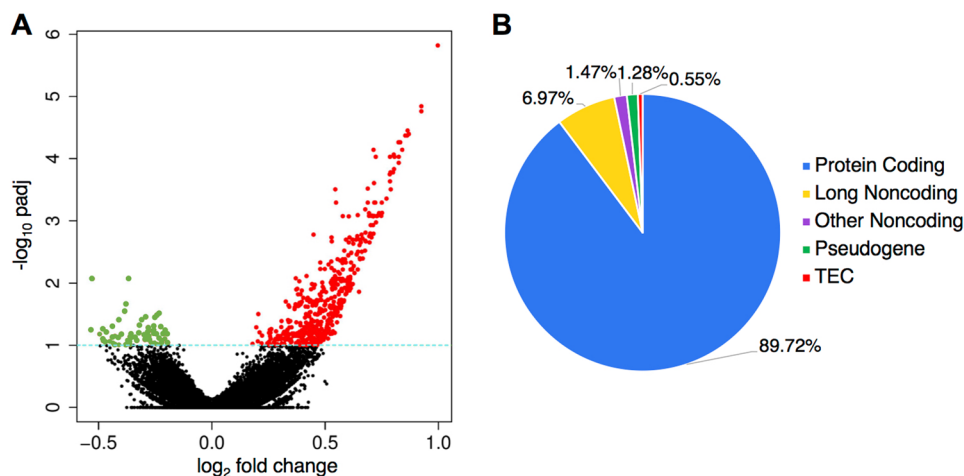 A
B
6
5
4
3
2
1
0
-log10 padj
−0.5 0.0 0.5 1.0
log2 fold change
1.47% 1.28% 0.55%
6.97%
89.72%
Protein Coding
Long Noncoding
Other Noncoding
Pseudogene
TEC